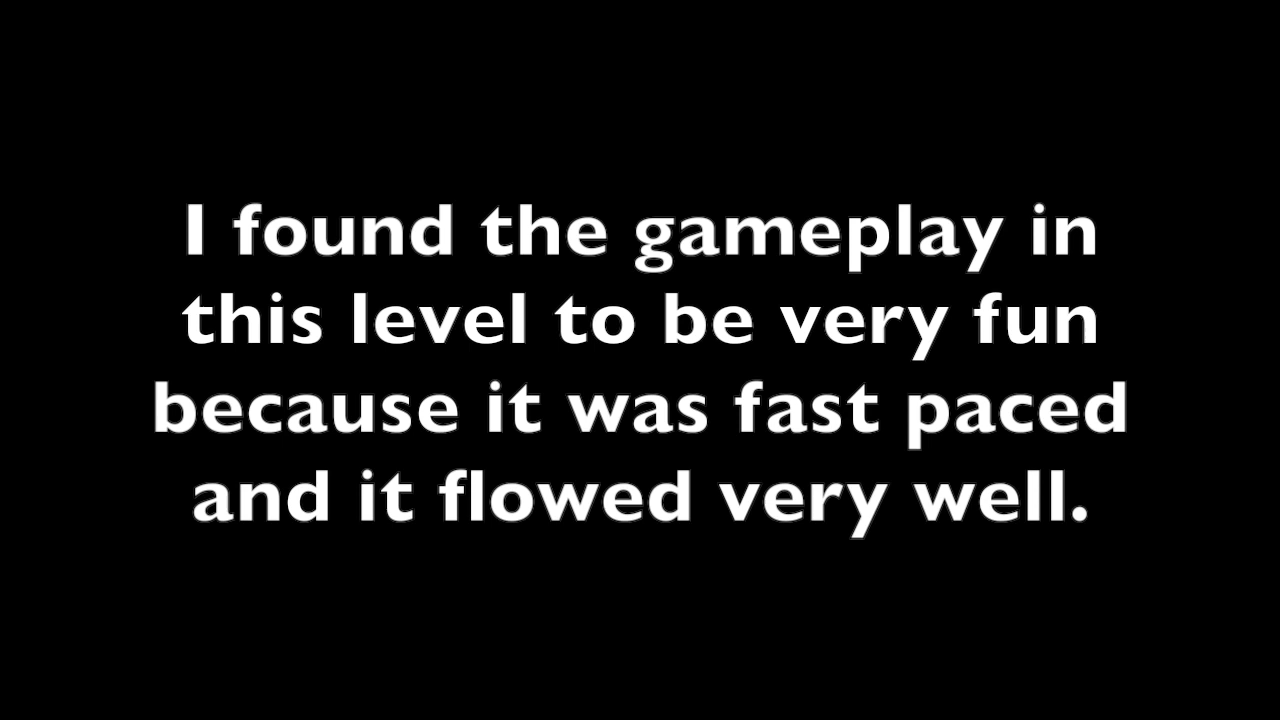 I found the gameplay in
this level to be very fun
because it was fast paced
and it flowed very well.